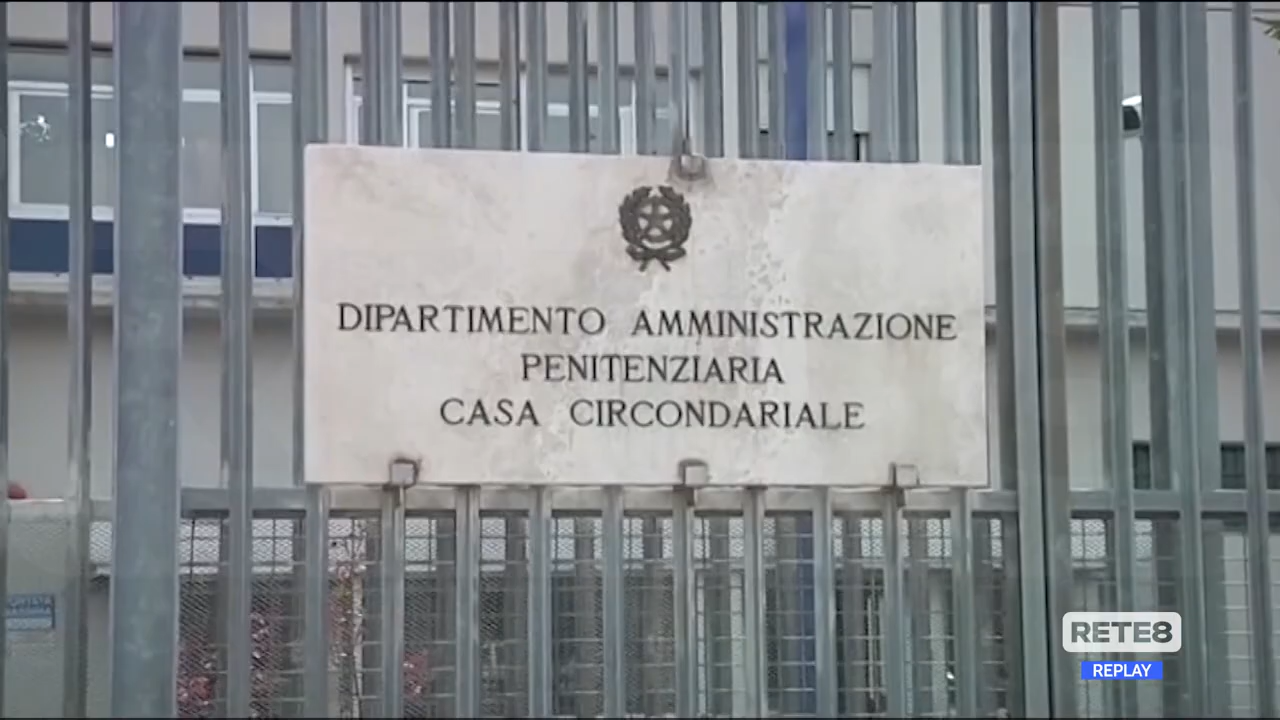 DIPARTIMENTO AMMINISTRAZIONE
PENITENZIARIA
CASA CIRCONDARIALE
RETE8
REPLAY